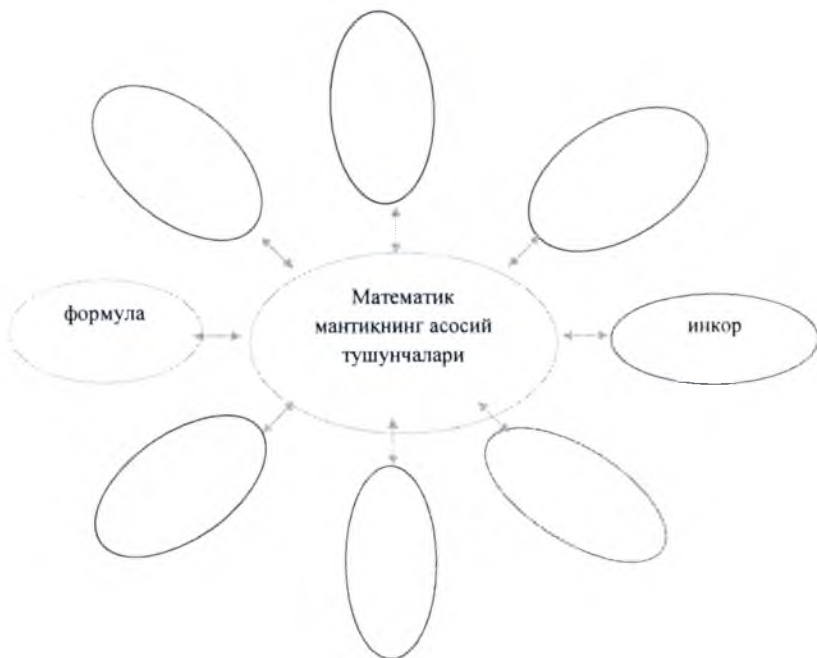 формула
Математик
мантикнинг асосий
тушунчалари
инкор